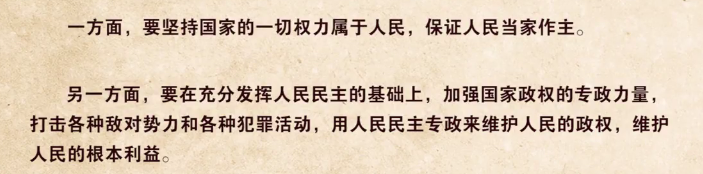 一方面，要坚持国家的一切权力属于人民，保证人民当家作主。
另一方面，要在充分发挥人民民主的基础上，加强国家政权的专政力量，
打击各种敌对势力和各种犯罪活动，用人民民主专政来维护人民的政权，维护
人民的根本利益。